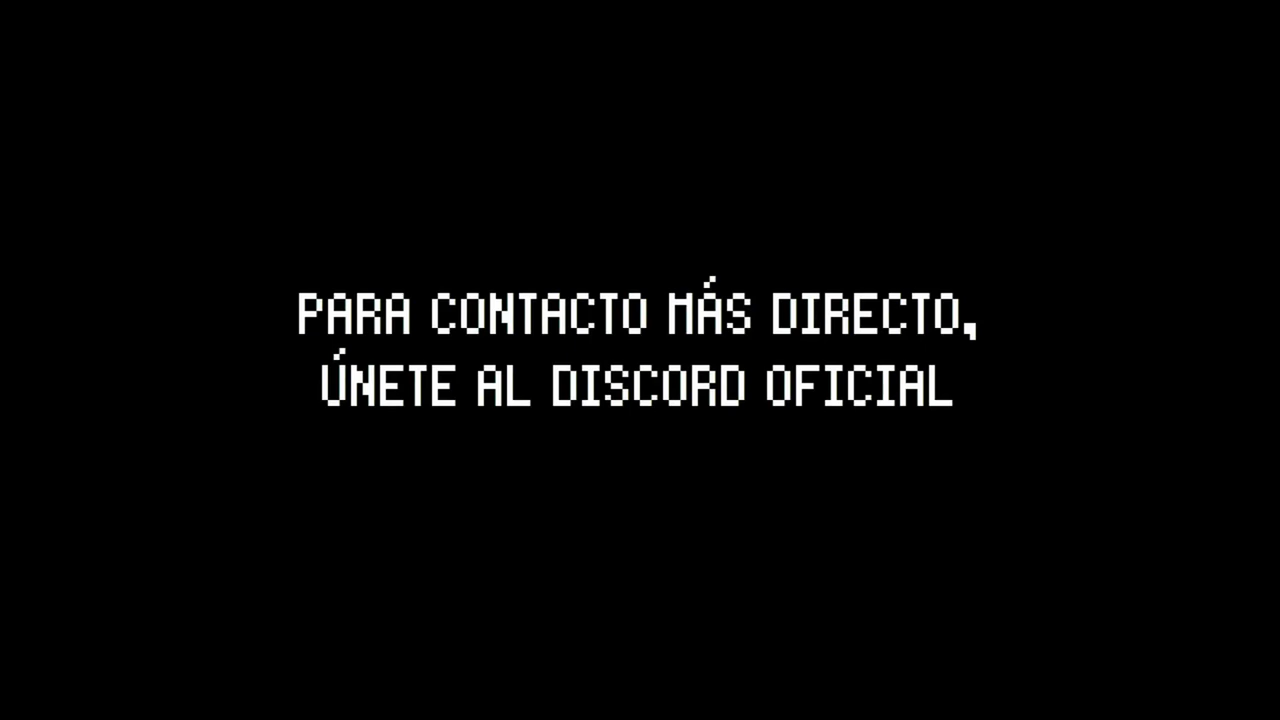 PARA CONTACTO MÁS DIRECTO,
ÚNETE AL DISCORD OFICIAL